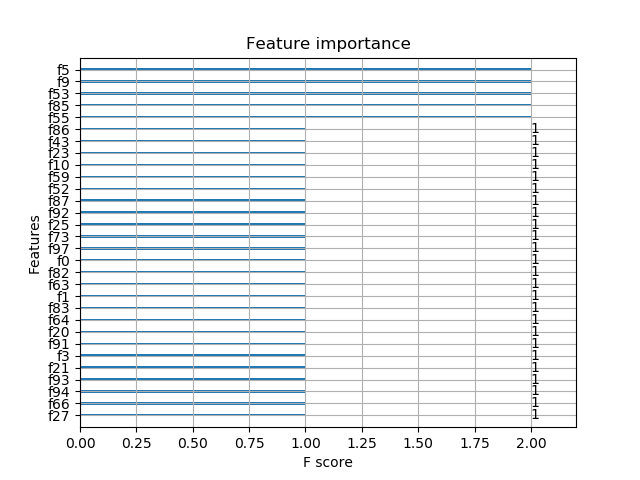 Feature importance
f5
f9
f53
f85
f55
f86 1
f43 1
f23 1
f10 1
f59 1
f52 1
f87 1
f92 1
f25 1
f73 1
f97 1
f0 1
f82 1
f63 1
f1 1
f83 1
f64 1
f20 1
f91 1
f3 1
f21 1
f93 1
f94 1
f66 1
f27 1
Features
0.00 0.25 0.50 0.75 1.00 1.25 1.50 1.75 2.00
F score